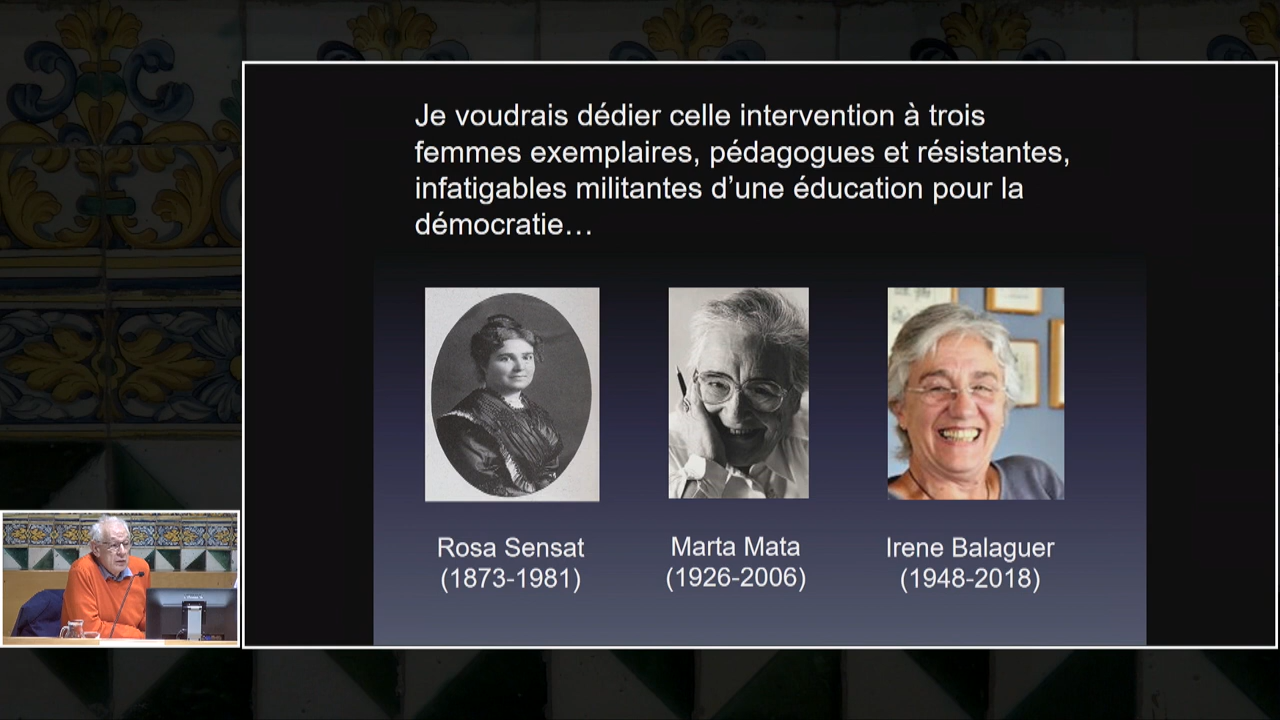 Je voudrais dédier celle intervention à trois
femmes exemplaires, pédagogues et résistantes,
infatigables militantes d’une éducation pour la
démocratie…
Rosa Sensat
(1873-1981)
Marta Mata
(1926-2006)
Irene Balaguer
(1948-2018)